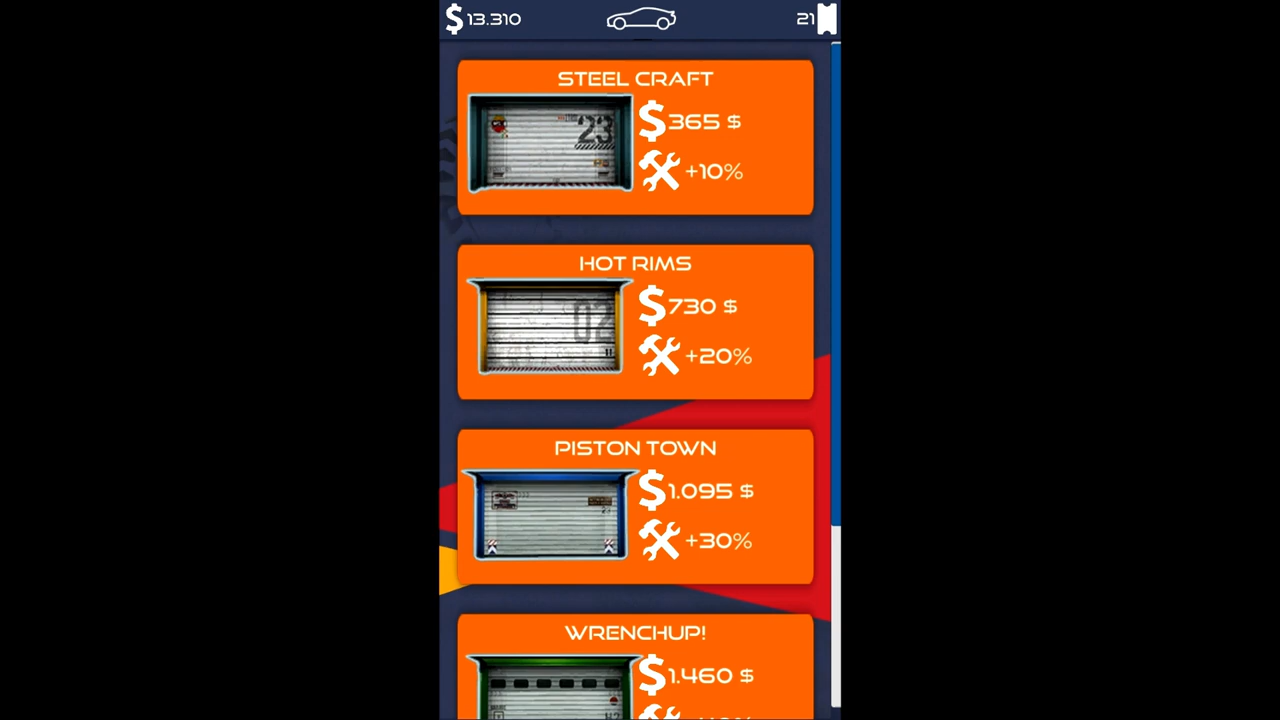 $ 13.310
21
STEEL CRAFT
23
$ 365 $
+10%
HOT RIMS
02
$ 730 $
+20%
PISTON TOWN
$ 1.095 $
+30%
WRENCHUP!
$ 1.460 $